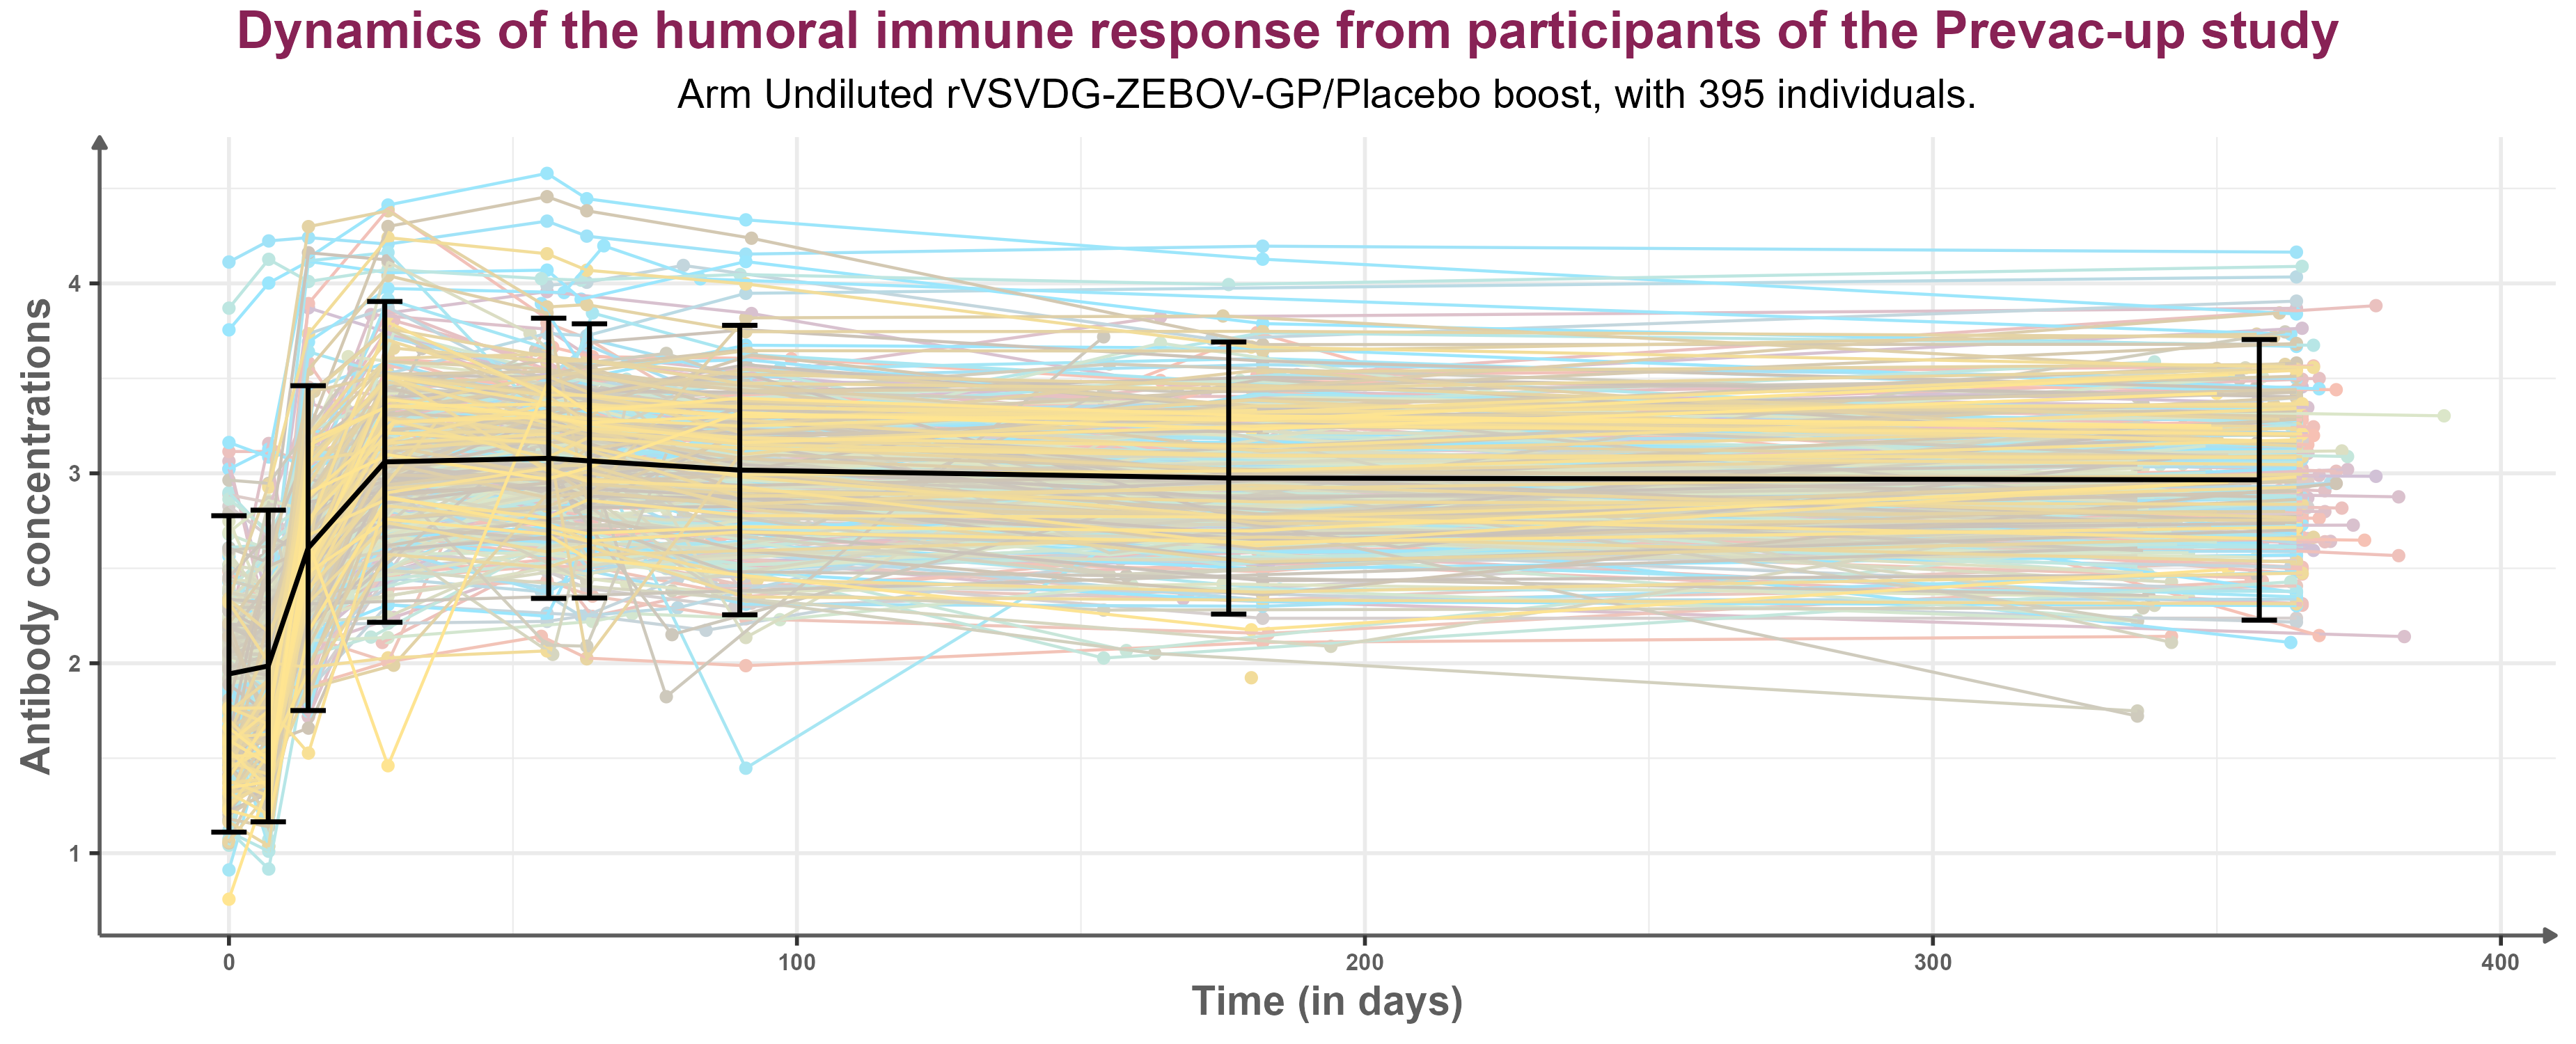 Dynamics of the humoral immune response from participants of the Prevac-up study
Arm Undiluted rVSVDG-ZEBOV-GP/Placebo boost, with 395 individuals.
Antibody concentrations
4
3
2
1
0 100 200 300 400
Time (in days)